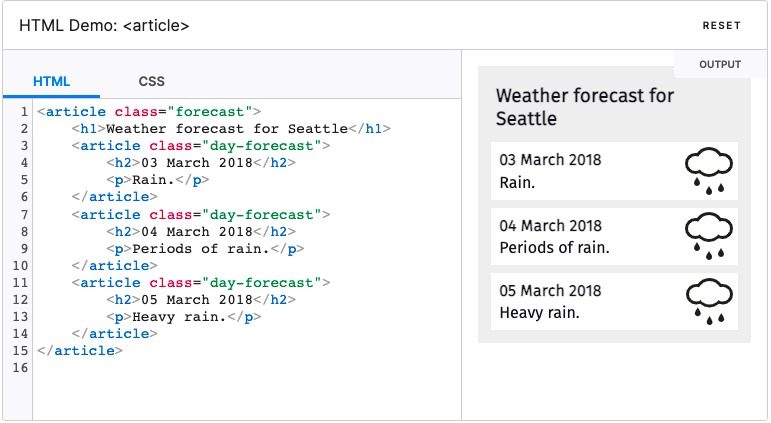 HTML Demo: <article>
RESET
HTML
CSS
OUTPUT
1 <article class="forecast">
2     <h1>Weather forecast for Seattle</h1>
3     <article class="day-forecast">
4         <h2>03 March 2018</h2>
5         <p>Rain.</p>
6     </article>
7     <article class="day-forecast">
8         <h2>04 March 2018</h2>
9         <p>Periods of rain.</p>
10     </article>
11     <article class="day-forecast">
12         <h2>05 March 2018</h2>
13         <p>Heavy rain.</p>
14     </article>
15 </article>
16
Weather forecast for
Seattle
03 March 2018
Rain.
04 March 2018
Periods of rain.
05 March 2018
Heavy rain.